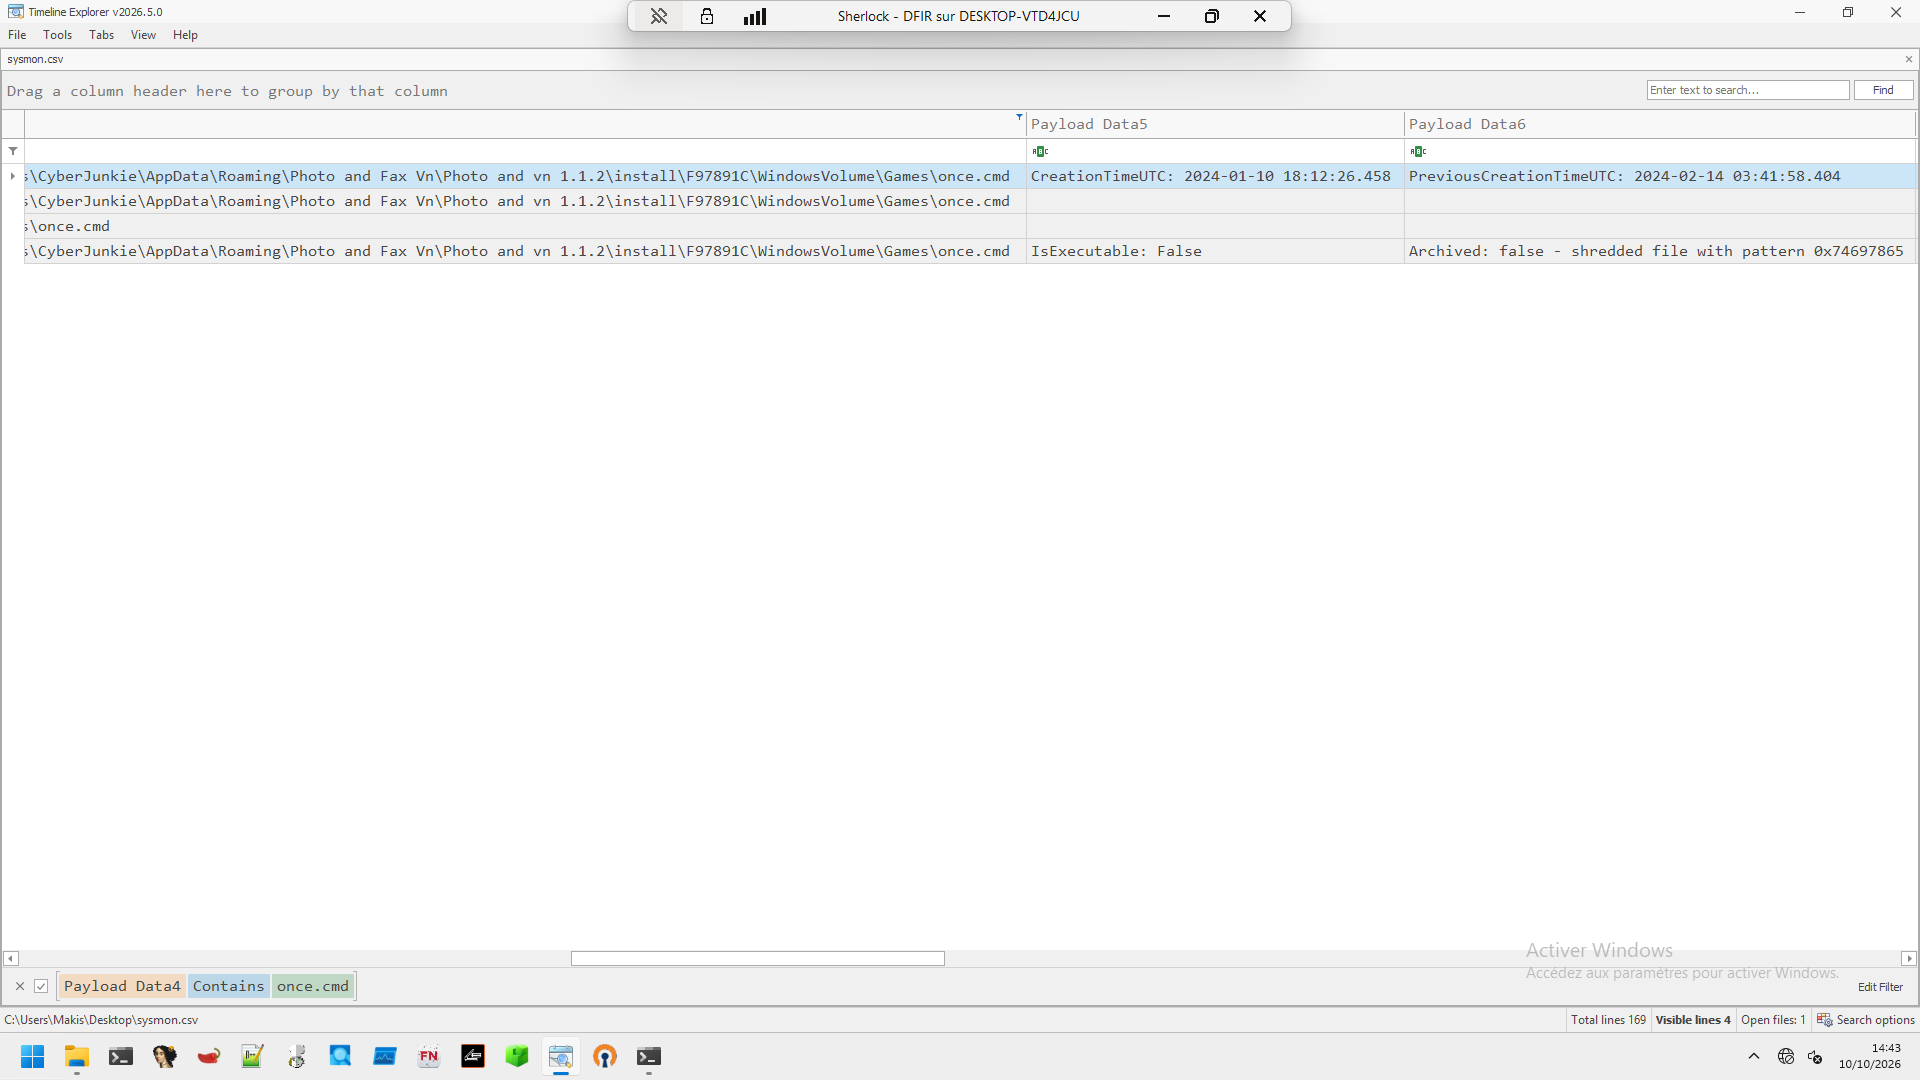 Timeline Explorer v2026.5.0
Sherlock - DFIR sur DESKTOP-VTD4JCU
File Tools Tabs View Help
sysmon.csv
Drag a column header here to group by that column
Enter text to search... Find
Payload Data5 Payload Data6
s\CyberJunkie\AppData\Roaming\Photo and Fax Vn\Photo and vn 1.1.2\install\F97891C\WindowsVolume\Games\once.cmd CreationTimeUTC: 2024-01-10 18:12:26.458 PreviousCreationTimeUTC: 2024-02-14 03:41:58.404
s\CyberJunkie\AppData\Roaming\Photo and Fax Vn\Photo and vn 1.1.2\install\F97891C\WindowsVolume\Games\once.cmd
s\once.cmd
s\CyberJunkie\AppData\Roaming\Photo and Fax Vn\Photo and vn 1.1.2\install\F97891C\WindowsVolume\Games\once.cmd IsExecutable: False Archived: false - shredded file with pattern 0x74697865
Activer Windows
Accédez aux paramètres pour activer Windows.
Payload Data4 Contains once.cmd Edit Filter
C:\Users\Makis\Desktop\sysmon.csv Total lines 169 Visible lines 4 Open files: 1 Search options
FN
14:43
10/10/2026